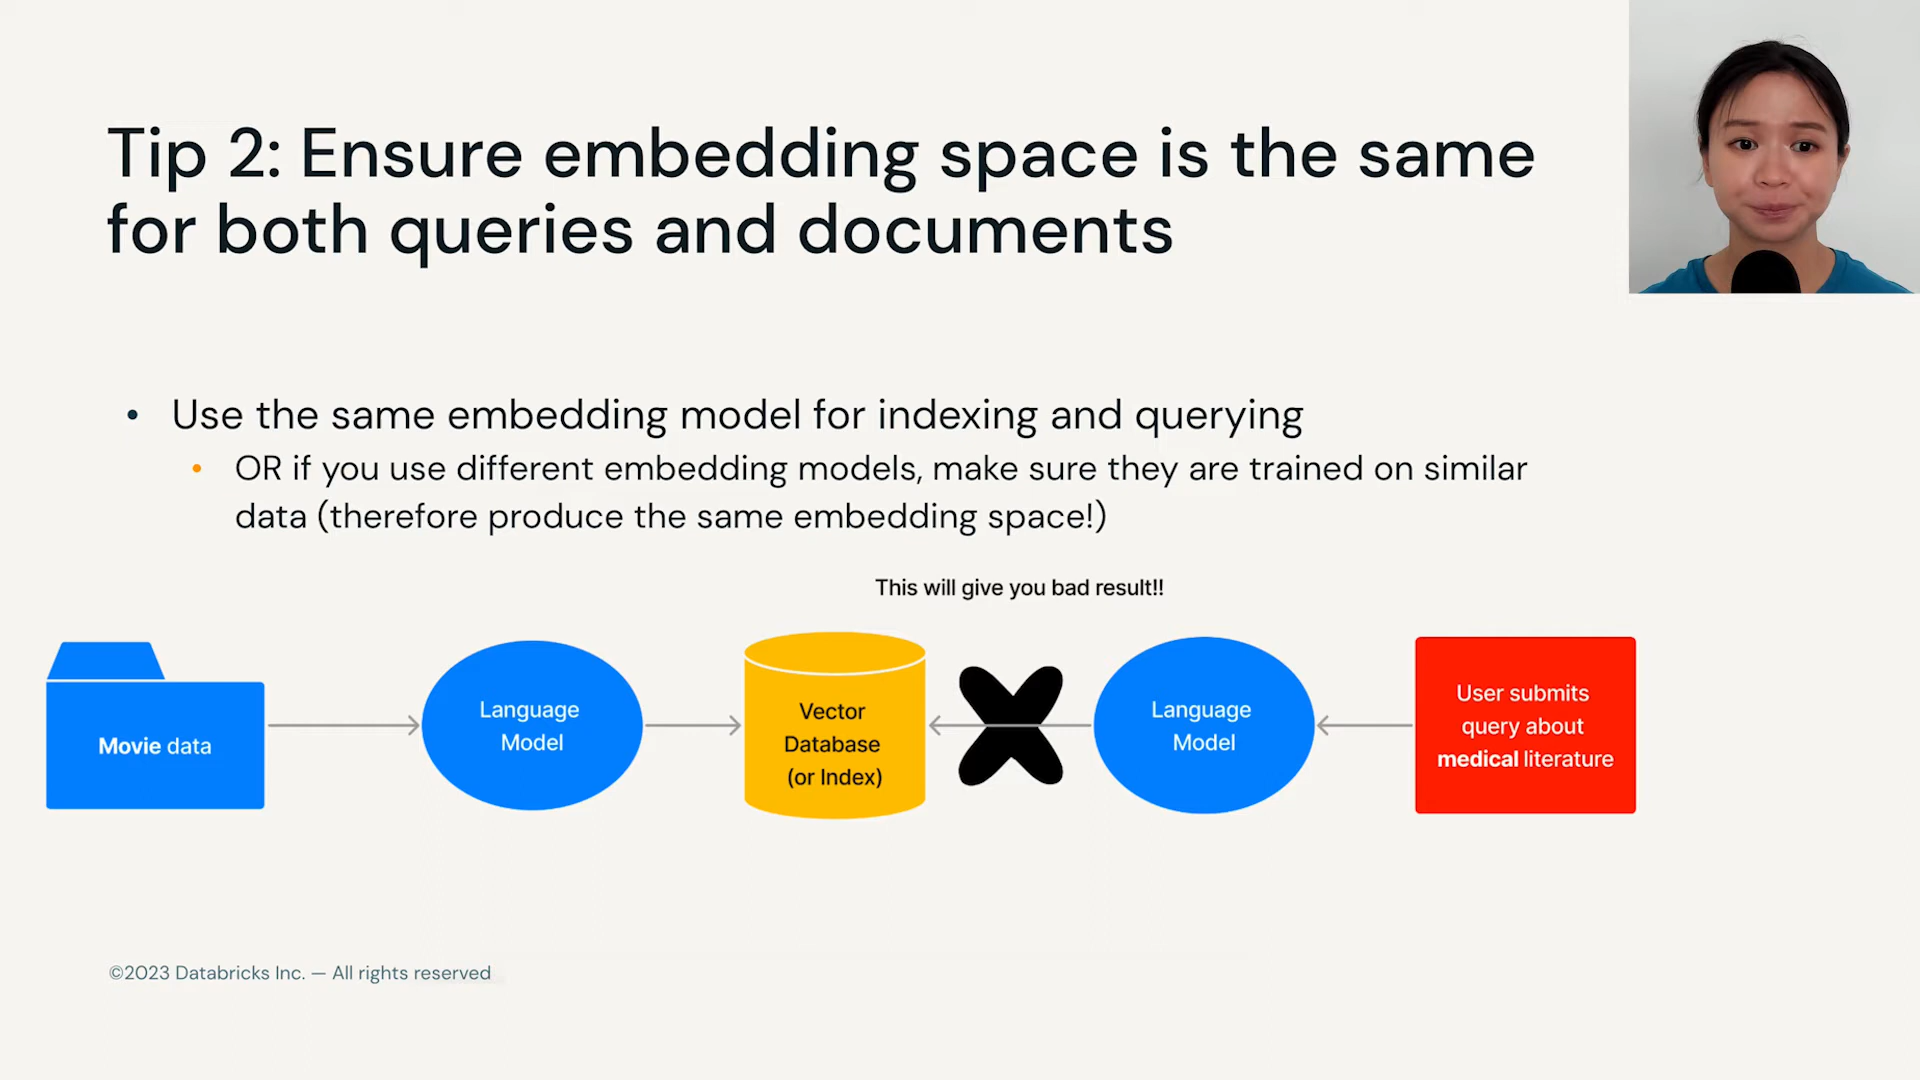 Tip 2: Ensure embedding space is the same
for both queries and documents
• Use the same embedding model for indexing and querying
• OR if you use different embedding models, make sure they are trained on similar
data (therefore produce the same embedding space!)
This will give you bad result!!
Movie data
Language
Model
Vector
Database
(or Index)
Language
Model
User submits
query about
medical literature
©2023 Databricks Inc. — All rights reserved